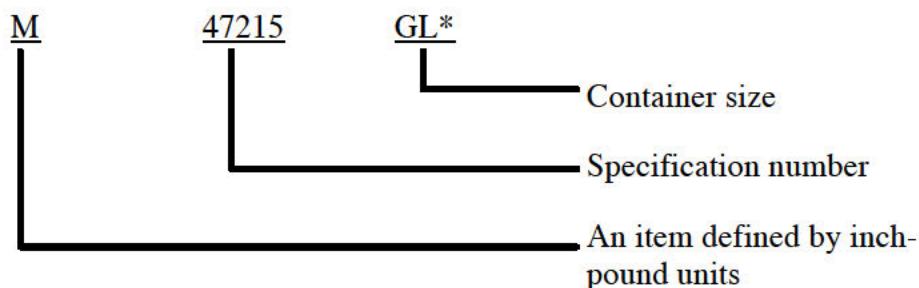 M 47215 GL*
Container size
Specification number
An item defined by inch-
pound units